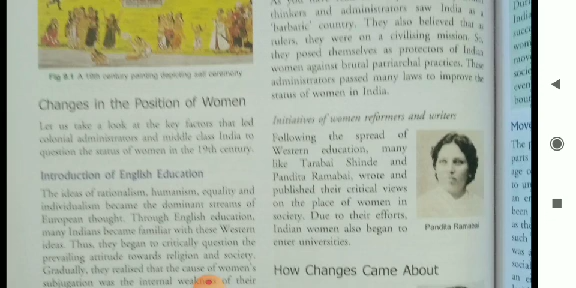 Fig 8.1 A 19th century painting depicting sati ceremony
Changes in the Position of Women
Let us take a look at the key factors that led
colonial administrators and middle class India to
question the status of women in the 19th century.
Introduction of English Education
The ideas of rationalism, humanism, equality and
individualism became the dominant streams of
European thought. Through English education,
many Indians became familiar with these Western
ideas. Thus, they began to critically question the
prevailing attitude towards religion and society.
Gradually, they realised that the cause of women's
subjugation was the internal of their
thinkers and administrators saw India as a
'barbaric' country. They also believed that
rulers, they were on a civilising mission.
they posed themselves as protectors of
women against brutal patriarchal practices.
administrators passed many laws to improve the
status of women in India.
Initiatives of women reformers and writers
Following the spread of
Western education, many
like Tarabai Shinde and
Pandita Ramabai, wrote and
published their critical views
on the place of women in
society. Due to their efforts,
Indian women also began to
enter universities.
Pandita Ramabai
How Changes Came About